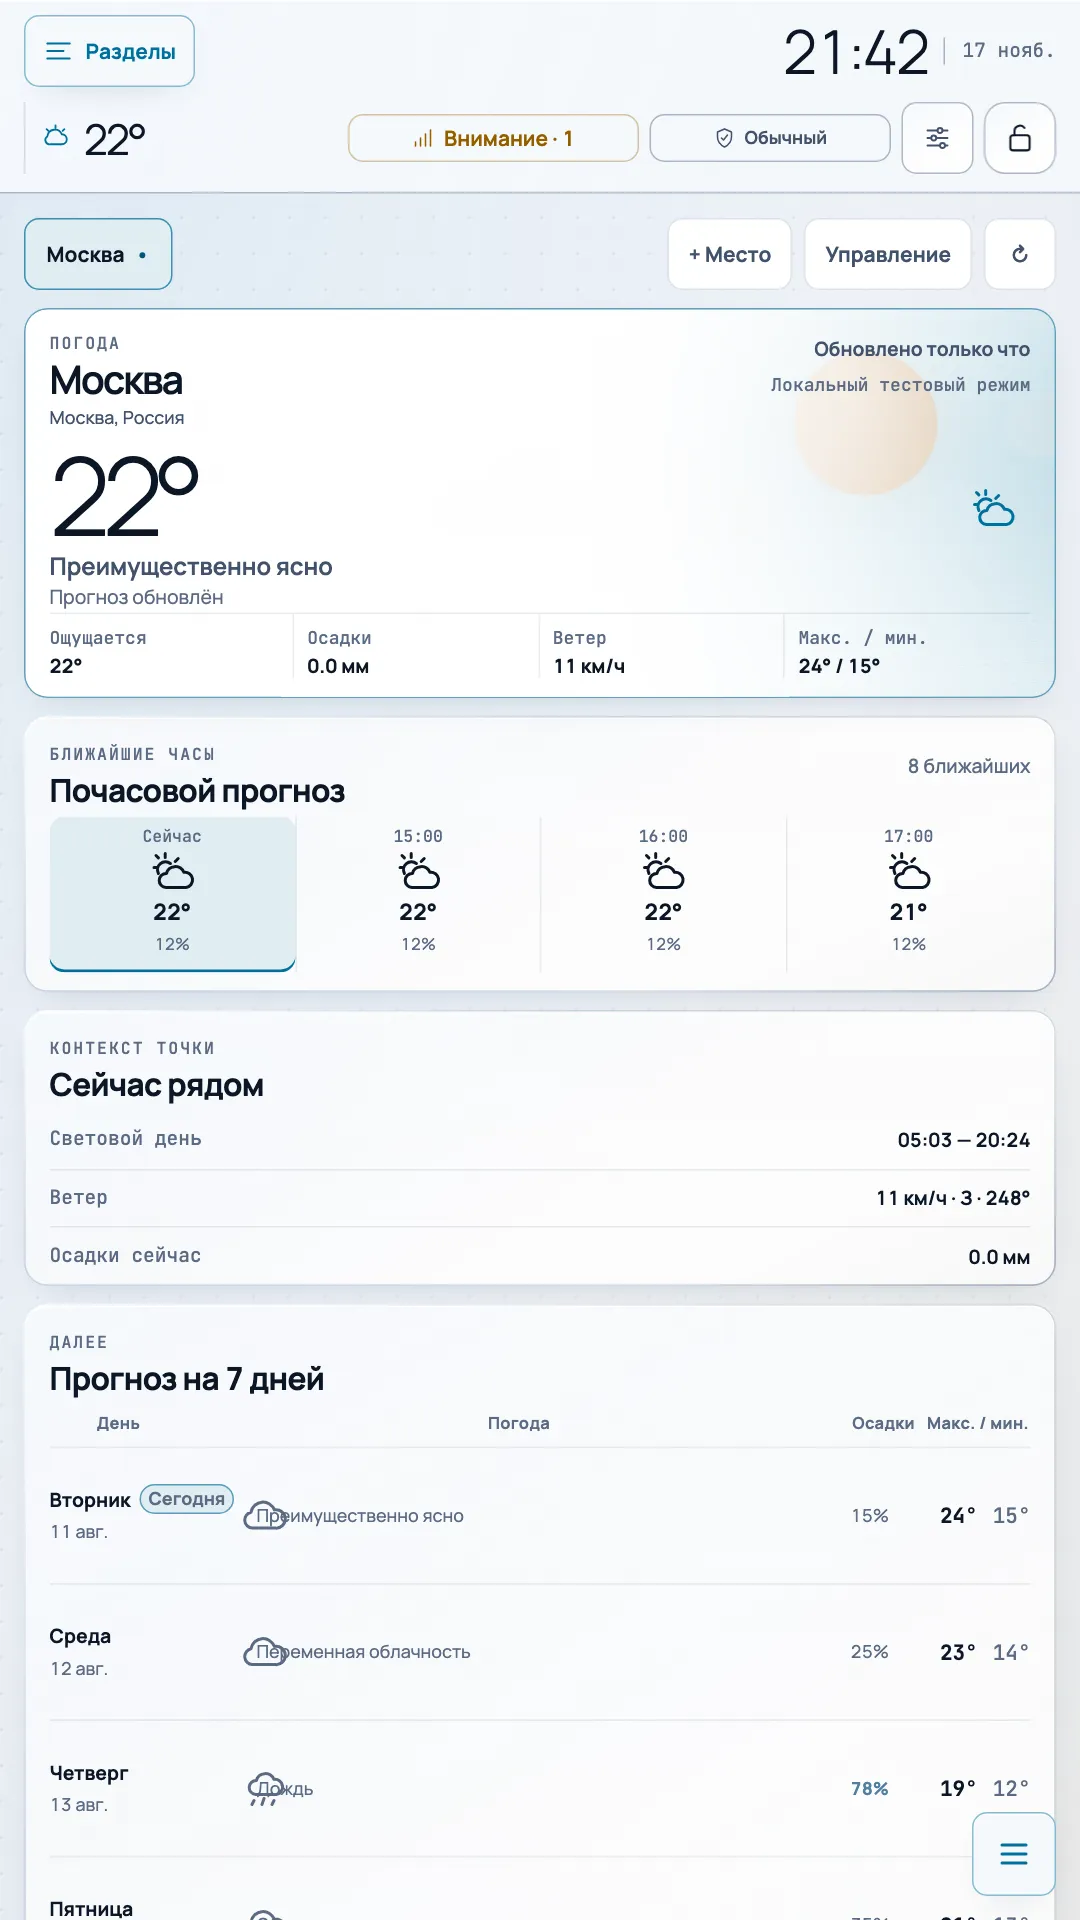 Разделы
21:42
17 нояб.
22°
Внимание · 1
Обычный
Москва
+ Место
Управление
ПОГОДА
Обновлено только что
Москва
Локальный тестовый режим
Москва, Россия
22°
Преимущественно ясно
Прогноз обновлён
Ощущается
Осадки
Ветер
Макс. / мин.
22°
0.0 мм
11 км/ч
24° / 15°
БЛИЖАЙШИЕ ЧАСЫ
Почасовой прогноз
8 ближайших
Сейчас
15:00
16:00
17:00
22°
22°
22°
21°
12%
12%
12%
12%
КОНТЕКСТ ТОЧКИ
Сейчас рядом
Световой день
05:03 – 20:24
Ветер
11 км/ч · З · 248°
Осадки сейчас
0.0 мм
ДАЛЕЕ
Прогноз на 7 дней
День
Погода
Осадки
Макс. / мин.
Вторник
Сегодня
11 авг.
Преимущественно ясно
15%
24° 15°
Среда
12 авг.
Переменная облачность
25%
23° 14°
Четверг
13 авг.
Дождь
78%
19° 12°
Пятница